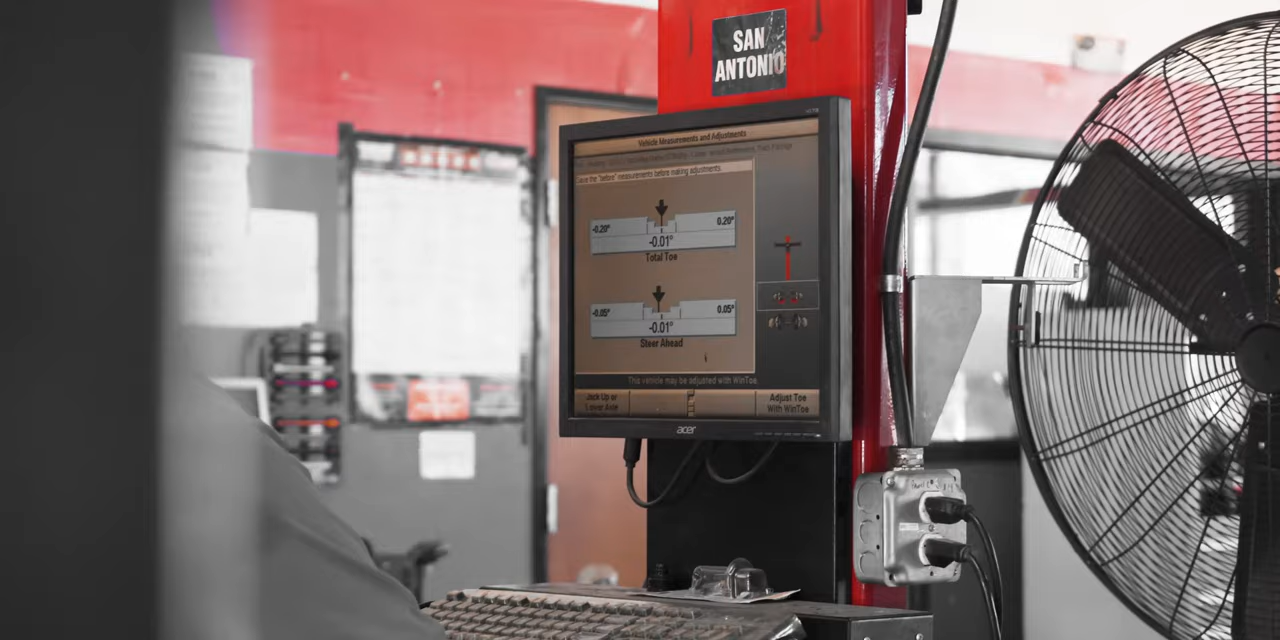 SAN
ANTONIO
Vehicle Measurements and Adjustments
Save the "before" measurements before making adjustments.
-0.20° 0.20°
-0.01°
Total Toe
-0.05° 0.05°
-0.01°
Steer Ahead
This vehicle may be adjusted with WinToe.
Jack Up or
Lower Axle
Adjust Toe
With WinToe
acer